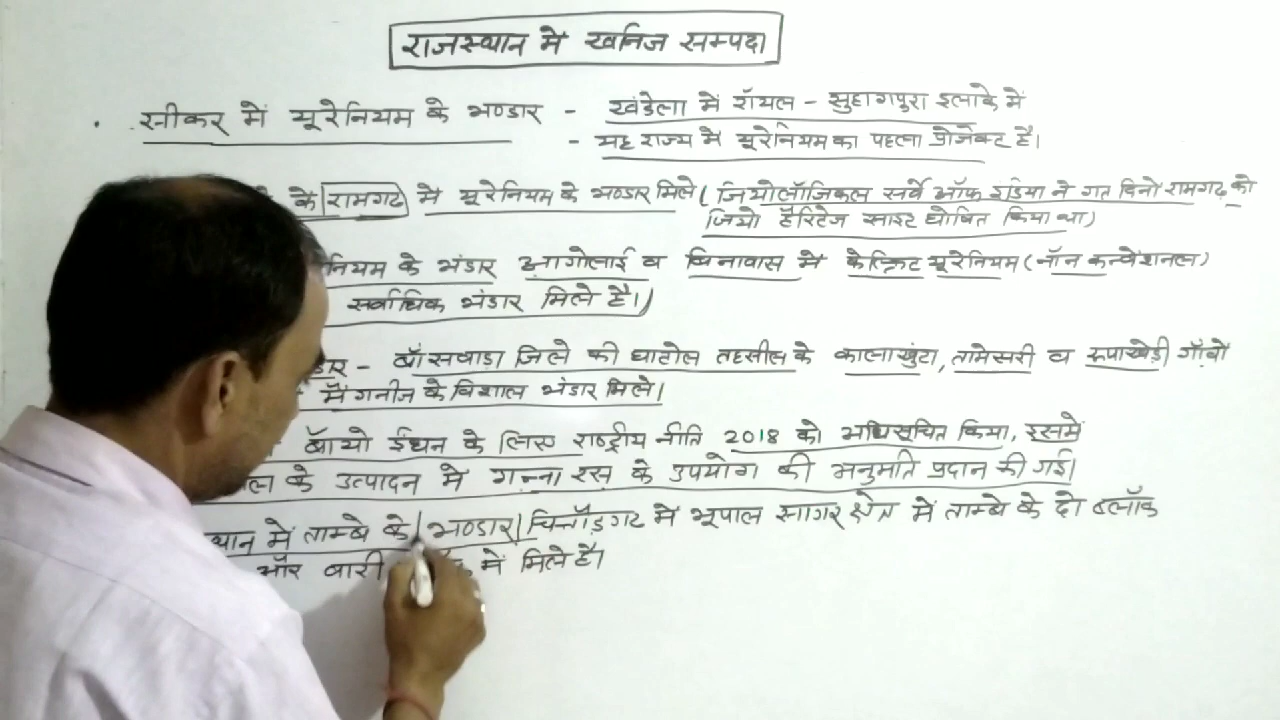 राजस्थान में खनिज सम्पदा
सीकर में यूरेनियम के भण्डार - खंडेला में रॉयल - सुहागपुरा इलाके में
- यह राज्य में यूरेनियम का पहला प्रोजेक्ट है।
के रामगढ में यूरेनियम के भण्डार मिले ( जियोलॉजिकल सर्वे ऑफ इंडिया ने गत दिनो रामगढ़ को
जियो हैरिटेज साइट घोषित किया था )
नियम के भंडार आगोलाई व बिनावास में केल्क्रिट यूरेनियम ( नॉन कन्वेंशनल )
सर्वाधिक भंडार मिले है। )
डार - बाँसवाडा जिले की घाटोल तहसील के कालाखुंटा, तामेसरी व रूपाखेड़ी गाँवो
मैंगनीज के विशाल भंडार मिले।
बॉयो ईंधन के लिए राष्ट्रीय नीति 2018 को अधिसूचित किया, इसमें
के उत्पादन में गन्ना रस के उपयोग की अनुमति प्रदान की गई।
थान में ताम्बे के भण्डार चित्तौड़गढ में भूपाल सागर क्षेत्र में ताम्बे के दो ब्लॉक
और बारी में मिले है।